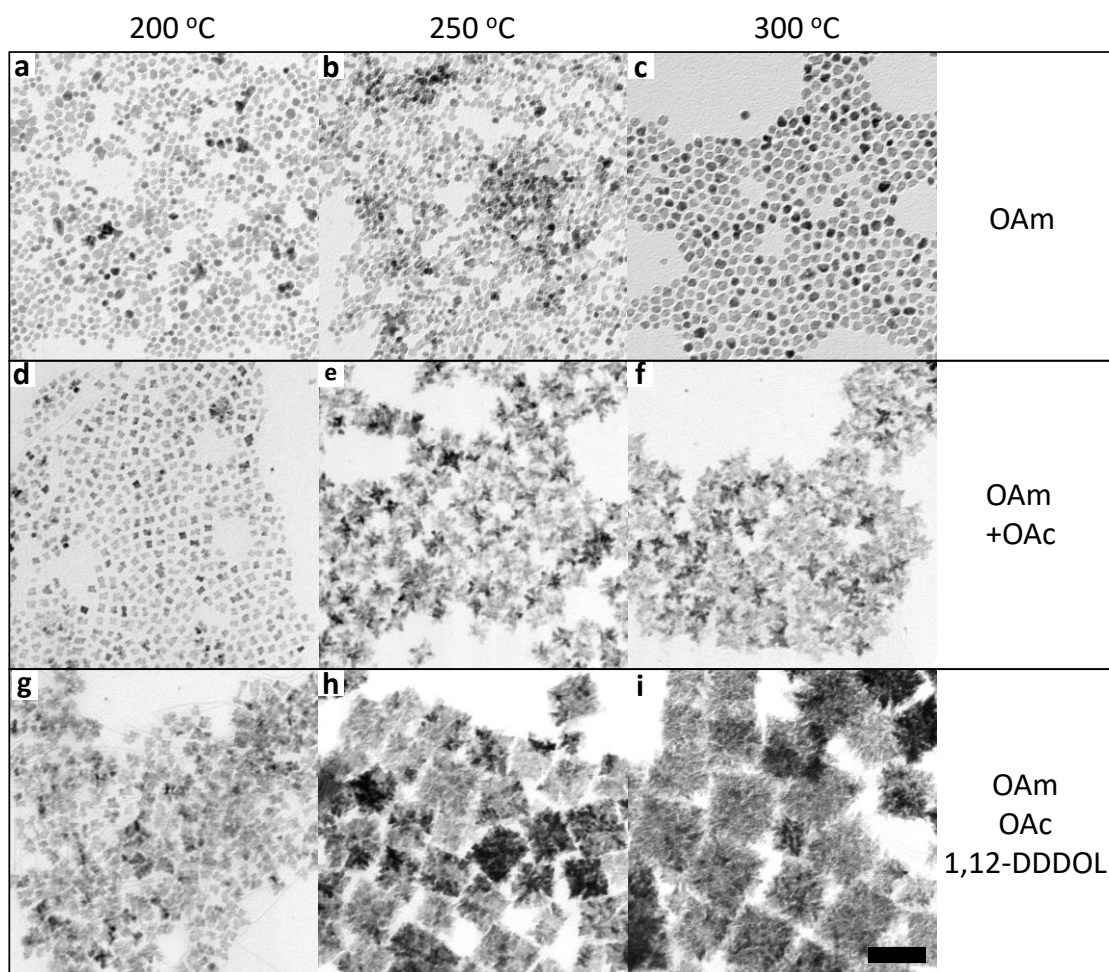 200 °C 250 °C 300 °C
a b c
OAm
d e f
OAm
+OAc
g h i
OAm
OAc
1,12-DDDOL